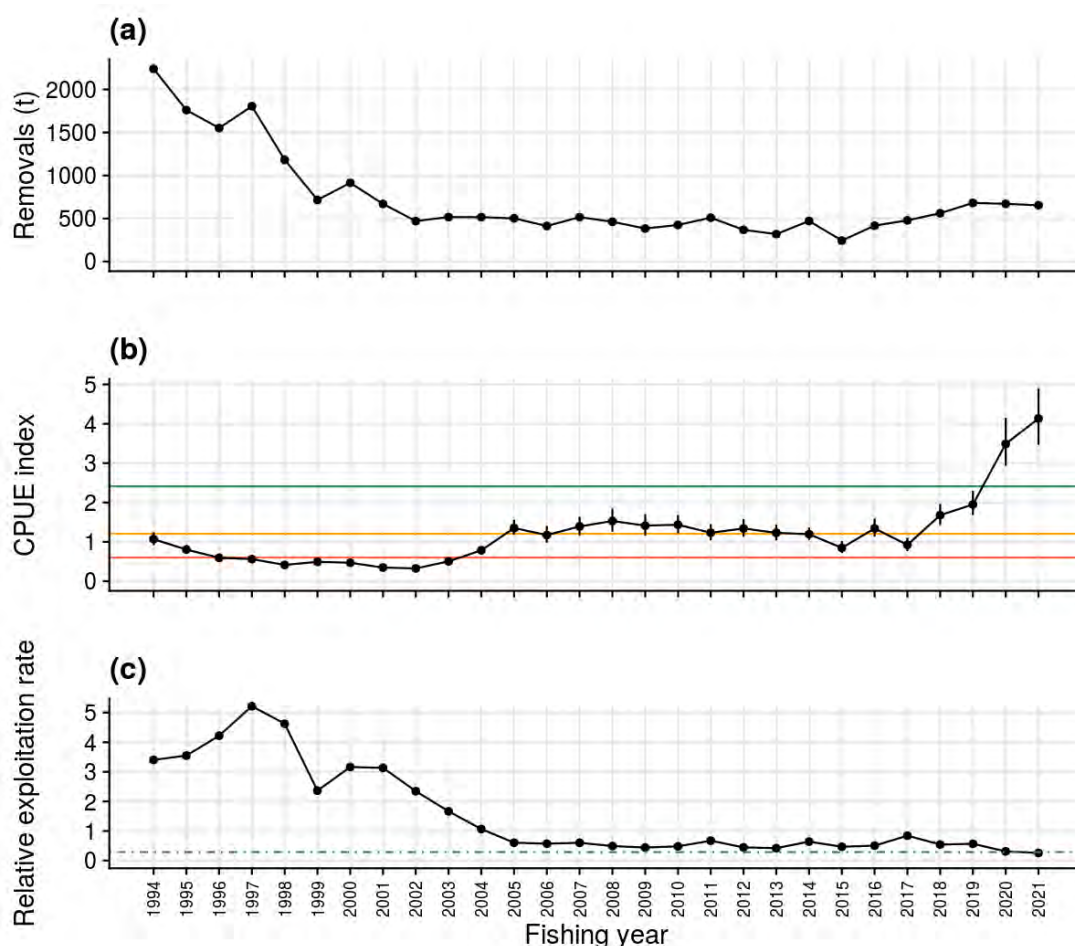 (a)
Removals (t)
2000
1500
1000
500
0
(b)
CPUE index
5
4
3
2
1
0
(c)
Relative exploitation rate
5
4
3
2
1
0
1994 1995 1996 1997 1998 1999 2000 2001 2002 2003 2004 2005 2006 2007 2008 2009 2010 2011 2012 2013 2014 2015 2016 2017 2018 2019 2020 2021
Fishing year